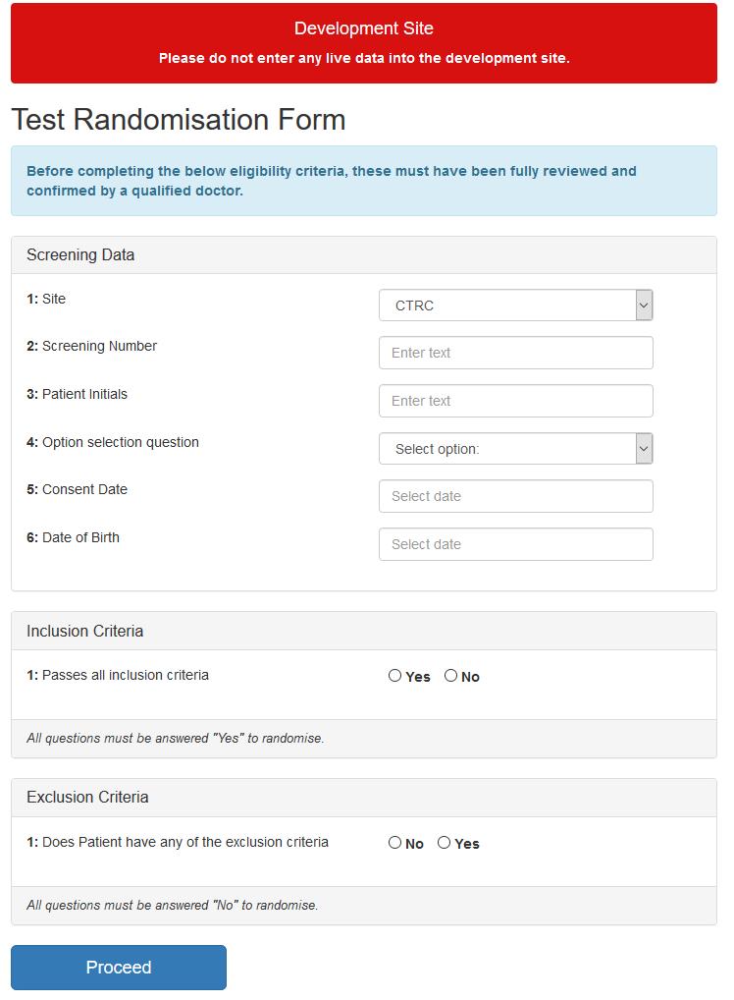 Development Site
Please do not enter any live data into the development site.
Test Randomisation Form
Before completing the below eligibility criteria, these must have been fully reviewed and
confirmed by a qualified doctor.
Screening Data
1: Site CTRC
2: Screening Number Enter text
3: Patient Initials Enter text
4: Option selection question Select option:
5: Consent Date Select date
6: Date of Birth Select date
Inclusion Criteria
1: Passes all inclusion criteria Yes No
All questions must be answered "Yes" to randomise.
Exclusion Criteria
1: Does Patient have any of the exclusion criteria No Yes
All questions must be answered "No" to randomise.
Proceed